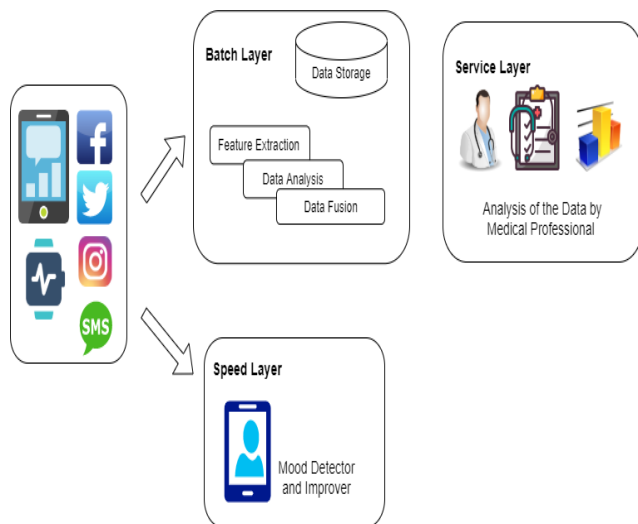 Batch Layer
Data Storage
Feature Extraction
Data Analysis
Data Fusion
Service Layer
Analysis of the Data by
Medical Professional
SMS
Speed Layer
Mood Detector
and Improver